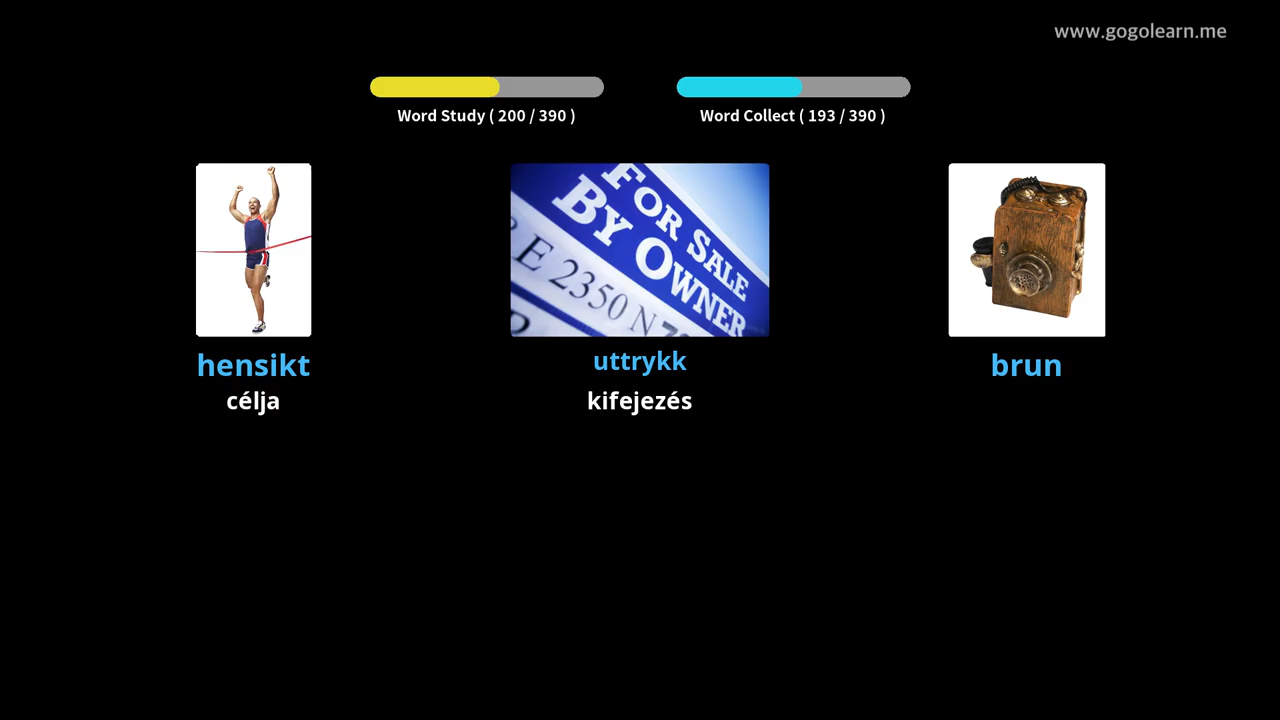 www.gogolearn.me
Word Study ( 200 / 390 )
Word Collect ( 193 / 390 )
FOR SALE
BY OWNER
E 2350 N
hensikt
uttrykk
brun
célja
kifejezés